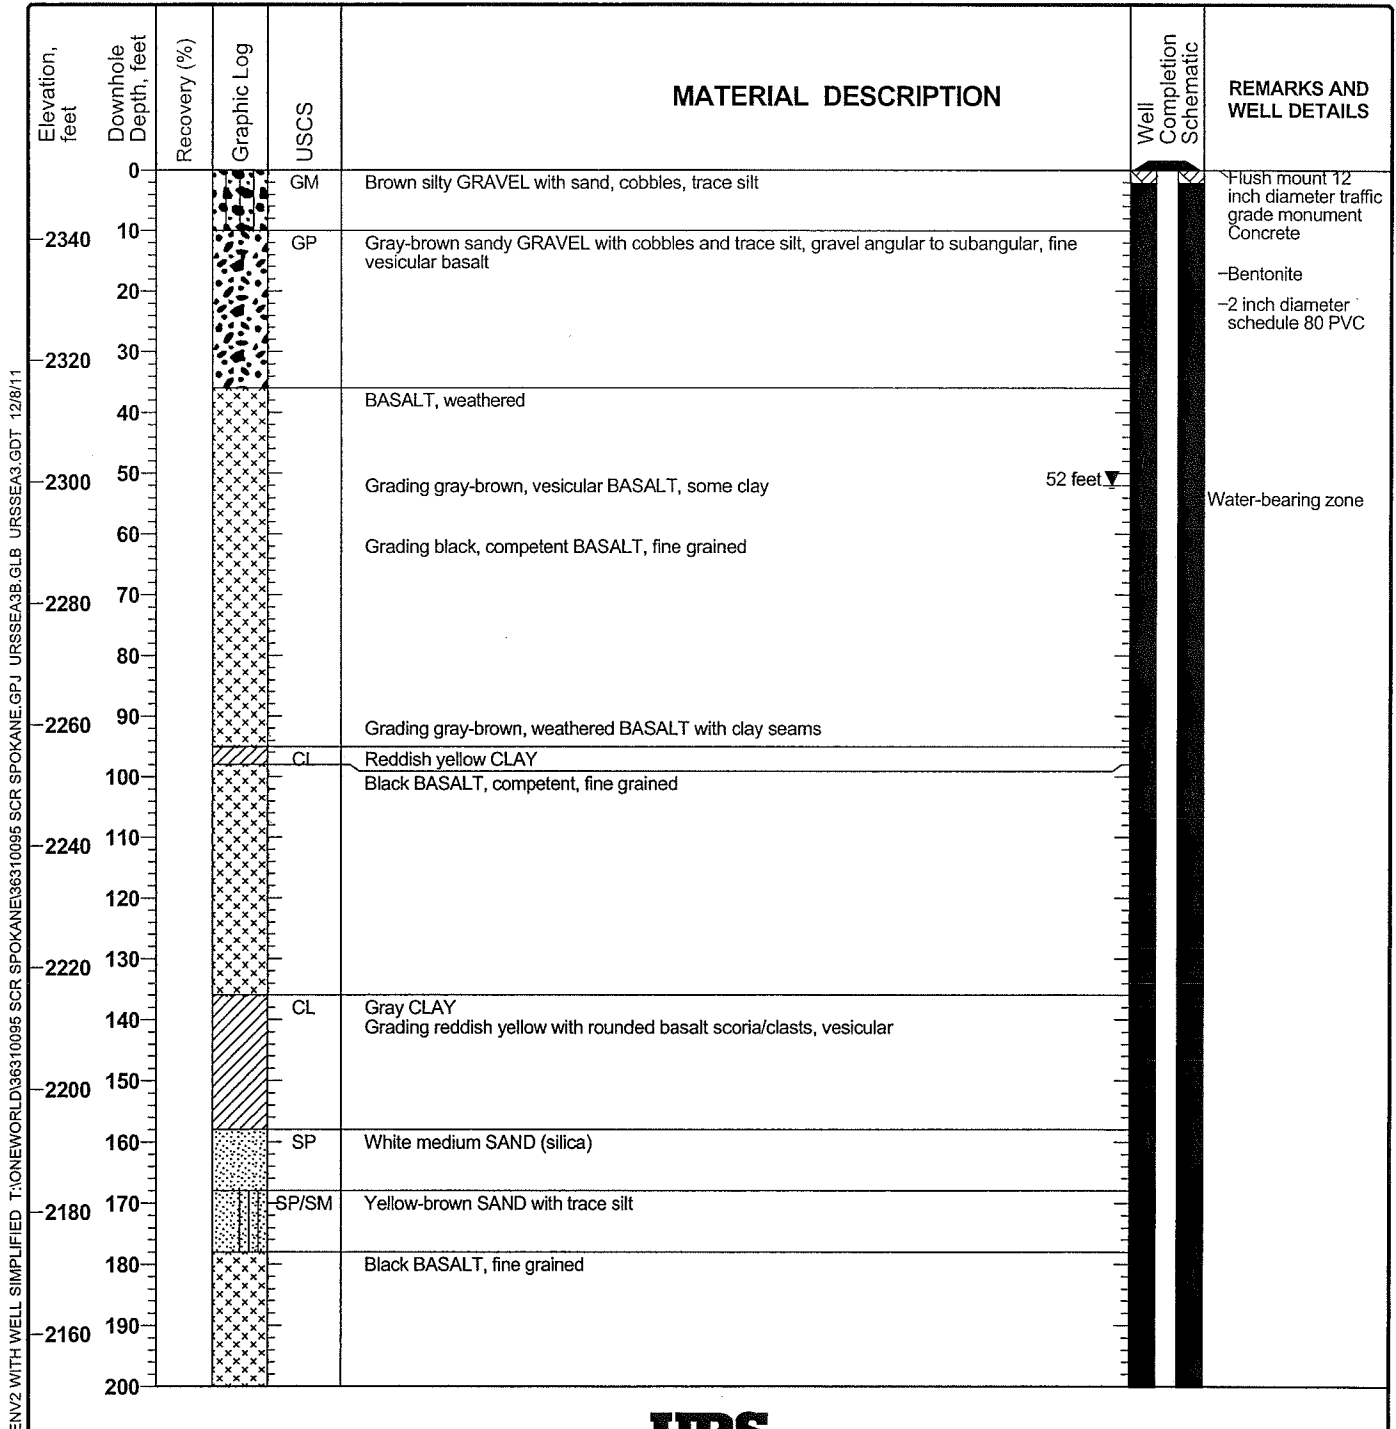 Elevation, feet
Downhole Depth, feet
Recovery (%)
Graphic Log
USCS
MATERIAL DESCRIPTION
Well Completion Schematic
REMARKS AND
WELL DETAILS
0
GM Brown silty GRAVEL with sand, cobbles, trace silt
Flush mount 12
inch diameter traffic
grade monument
Concrete
10
2340
GP Gray-brown sandy GRAVEL with cobbles and trace silt, gravel angular to subangular, fine
vesicular basalt
Bentonite
20
2 inch diameter
schedule 80 PVC
30
2320
BASALT, weathered
40
50
2300
Grading gray-brown, vesicular BASALT, some clay
52 feet
Water-bearing zone
60
Grading black, competent BASALT, fine grained
70
2280
80
90
2260
Grading gray-brown, weathered BASALT with clay seams
CL Reddish yellow CLAY
100
Black BASALT, competent, fine grained
110
2240
120
130
2220
CL Gray CLAY
140
Grading reddish yellow with rounded basalt scoria/clasts, vesicular
150
2200
160
SP White medium SAND (silica)
170
2180
SP/SM Yellow-brown SAND with trace silt
180
Black BASALT, fine grained
190
2160
200
URS
ENV2 WITH WELL SIMPLIFIED T:\ONEWORLD\36310095 SCR SPOKANE\36310095 SCR SPOKANE.GPJ URSSEA3B.GLB URSSEA3.GDT 12/8/11